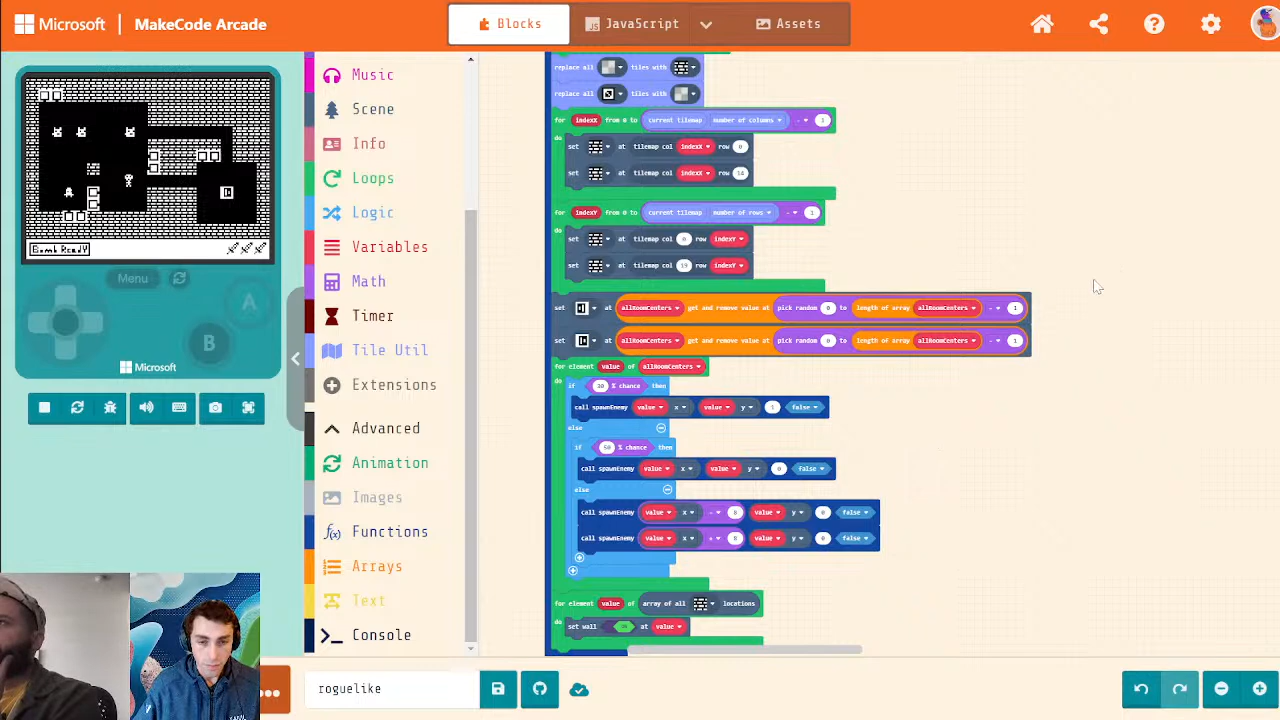 Microsoft | MakeCode Arcade
Blocks
JavaScript
Assets
Bomb Ready
Menu
A
B
Microsoft
Music
Scene
Info
Loops
Logic
Variables
Math
Timer
Tile Util
Extensions
Advanced
Animation
Images
Functions
Arrays
Text
Console
replace all tiles with
replace all tiles with
for indexX from 0 to current tilemap number of columns - 1
do
set at tilemap col indexX row 0
set at tilemap col indexX row 14
for indexY from 0 to current tilemap number of rows - 1
do
set at tilemap col 0 row indexY
set at tilemap col 19 row indexY
set at allRoomCenters get and remove value at pick random 0 to length of array allRoomCenters - 1
set at allRoomCenters get and remove value at pick random 0 to length of array allRoomCenters - 1
for element value of allRoomCenters
do
if 30 % chance then
call spawnEnemy value x value y 1 false
else
if 50 % chance then
call spawnEnemy value x value y 0 false
else
call spawnEnemy value x - 8 value y 0 false
call spawnEnemy value x + 8 value y 0 false
for element value of array of all locations
do
set wall at value
roguelike